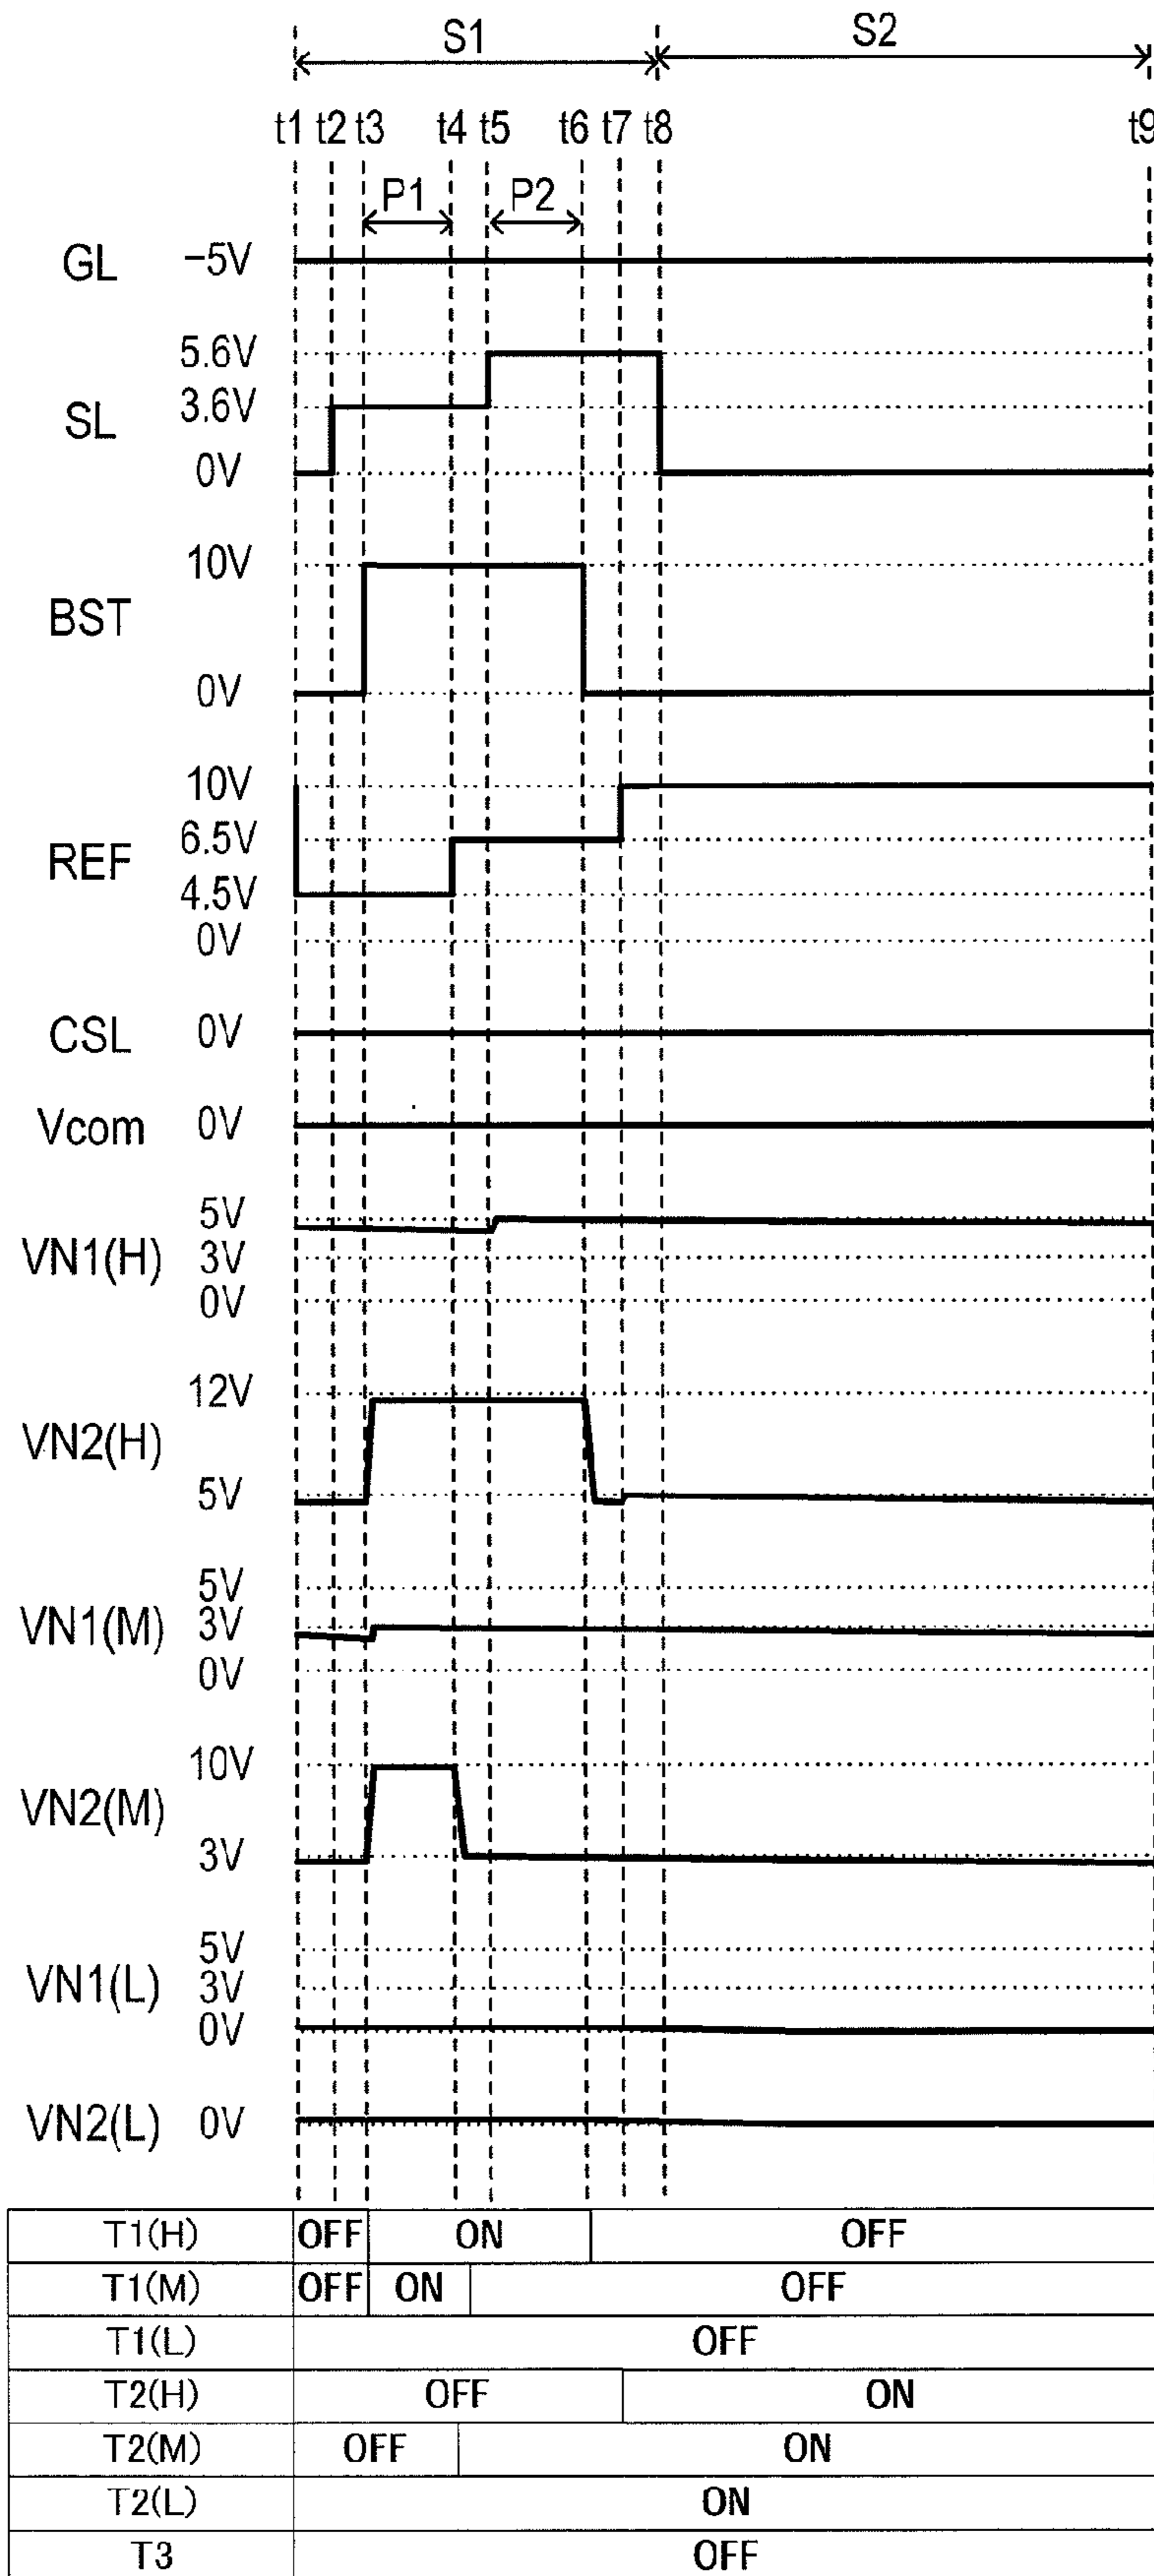 S1 S2
t1 t2 t3 t4 t5 t6 t7 t8 t9
P1 P2
GL -5V
5.6V
SL 3.6V
0V
10V
BST
0V
10V
6.5V
REF
4.5V
0V
CSL 0V
Vcom 0V
5V
VN1(H) 3V
0V
12V
VN2(H)
5V
5V
VN1(M) 3V
0V
10V
VN2(M)
3V
5V
VN1(L) 3V
0V
VN2(L) 0V
T1(H) OFF ON OFF
T1(M) OFF ON OFF
T1(L) OFF
T2(H) OFF ON
T2(M) OFF ON
T2(L) ON
T3 OFF